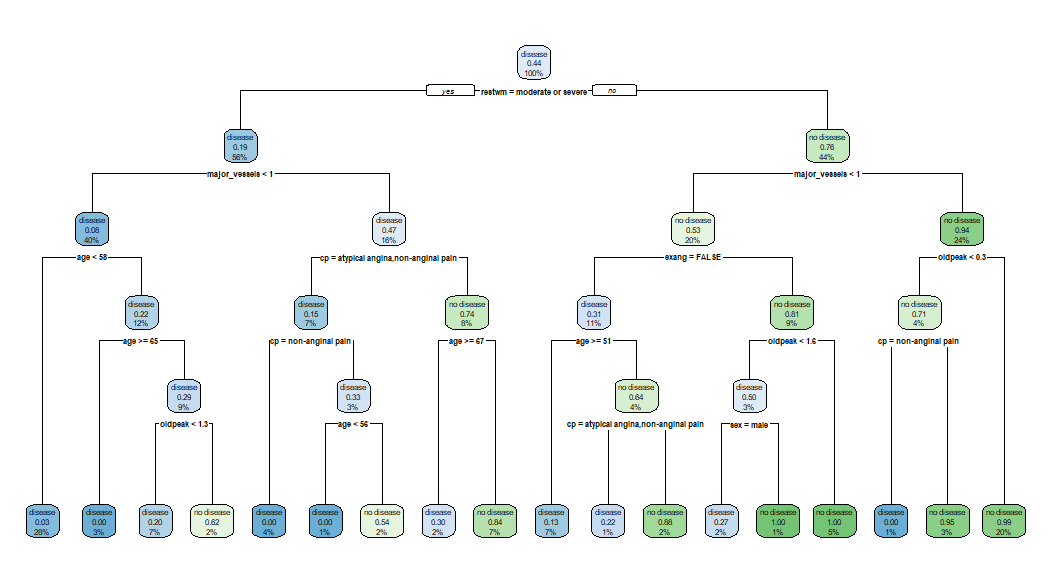 disease
0.44
100%
yes
restwm = moderate or severe
no
disease
0.19
56%
no disease
0.76
44%
major_vessels < 1
major_vessels < 1
disease
0.08
40%
disease
0.47
16%
no disease
0.53
20%
no disease
0.94
24%
age < 58
cp = atypical angina,non-anginal pain
exang = FALSE
oldpeak < 0.3
disease
0.22
12%
disease
0.15
7%
no disease
0.74
8%
disease
0.31
11%
no disease
0.81
9%
no disease
0.71
4%
age >= 65
cp = non-anginal pain
age >= 67
age >= 51
oldpeak < 1.6
cp = non-anginal pain
disease
0.29
9%
disease
0.33
3%
no disease
0.64
4%
disease
0.50
3%
oldpeak < 1.3
age < 56
cp = atypical angina,non-anginal pain
sex = male
disease
0.03
28%
disease
0.00
3%
disease
0.20
7%
no disease
0.62
2%
disease
0.00
4%
disease
0.00
1%
no disease
0.54
2%
disease
0.30
2%
no disease
0.84
7%
disease
0.13
7%
disease
0.22
1%
no disease
0.88
2%
disease
0.27
2%
no disease
1.00
1%
no disease
1.00
5%
disease
0.00
1%
no disease
0.95
3%
no disease
0.99
20%